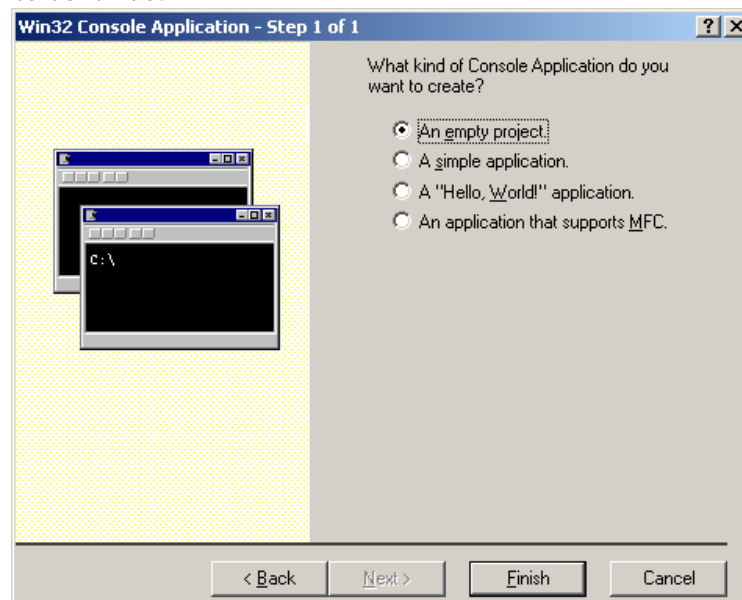 Win32 Console Application - Step 1 of 1
What kind of Console Application do you
want to create?
An empty project.
A simple application.
A "Hello, World!" application.
An application that supports MFC.
C:\
< Back
Next >
Finish
Cancel